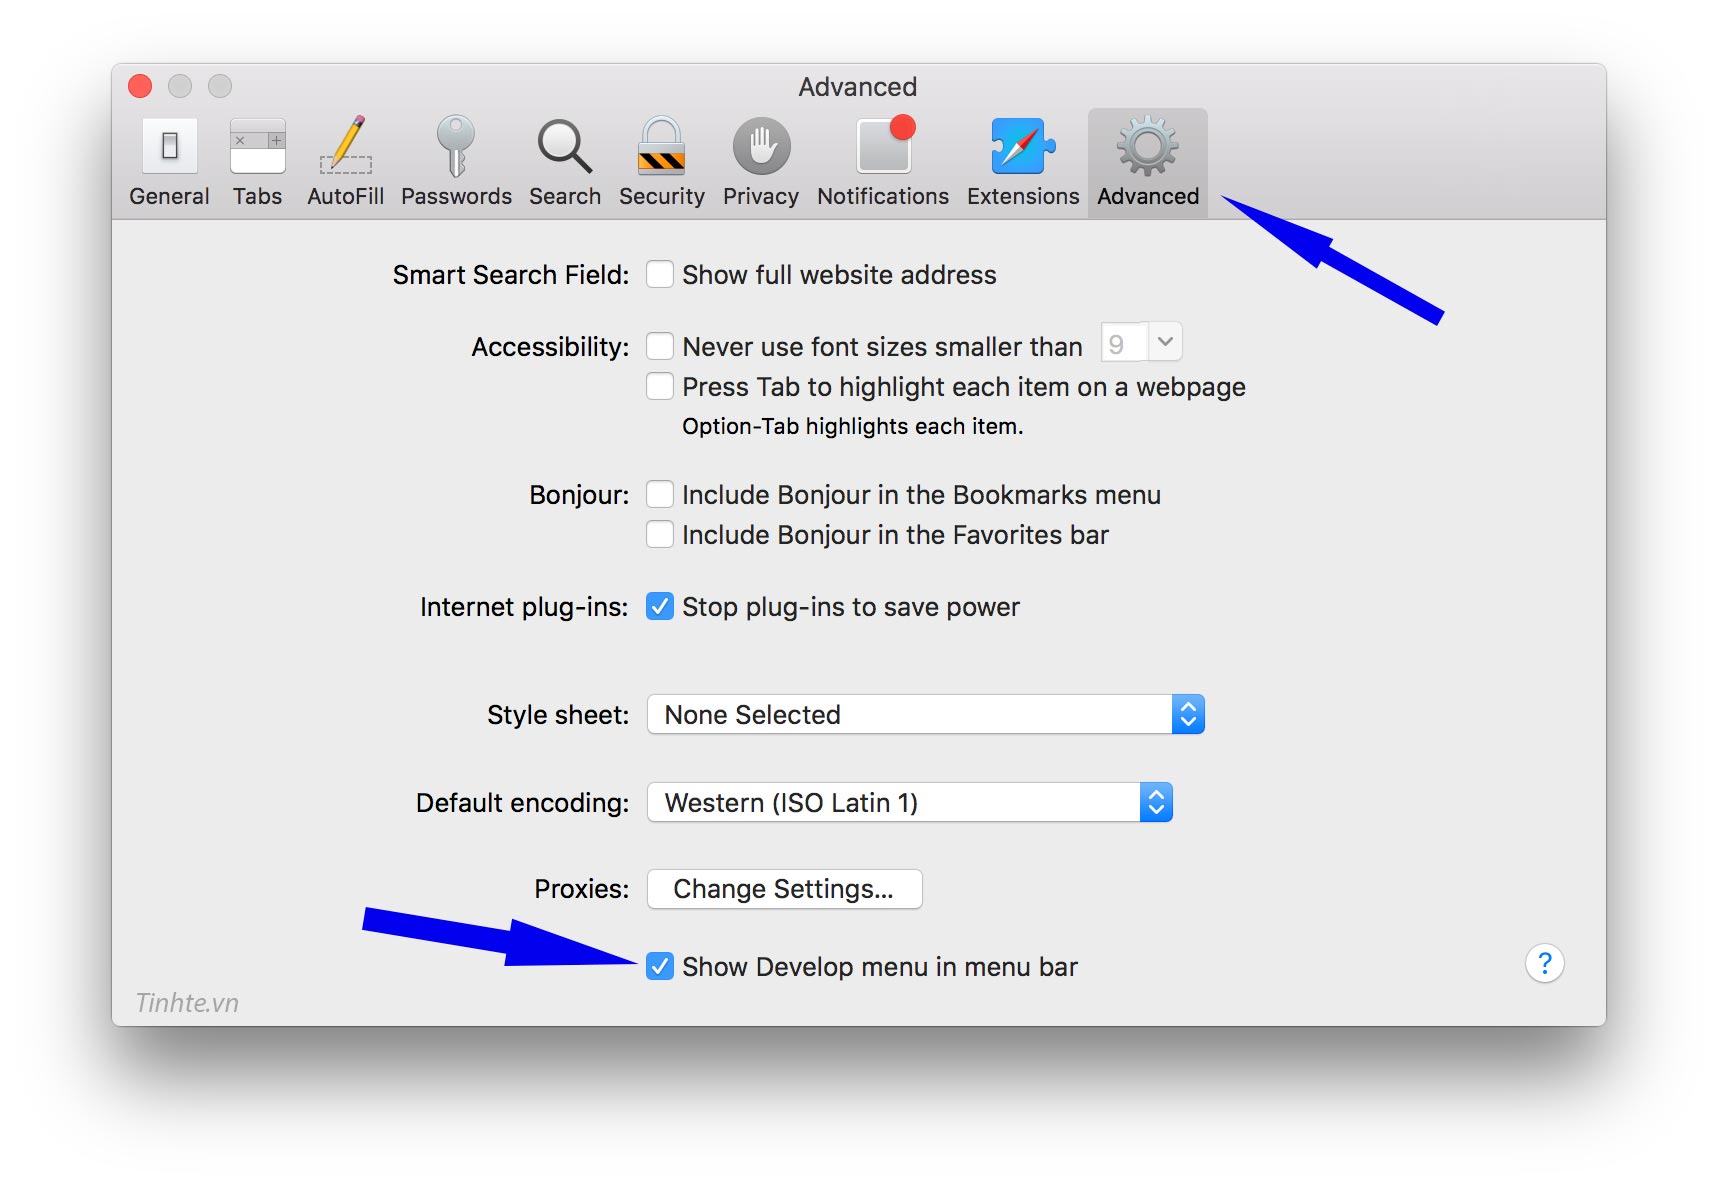 Advanced
General Tabs AutoFill Passwords Search Security Privacy Notifications Extensions Advanced
Smart Search Field: Show full website address
Accessibility: Never use font sizes smaller than 9
Press Tab to highlight each item on a webpage
Option-Tab highlights each item.
Bonjour: Include Bonjour in the Bookmarks menu
Include Bonjour in the Favorites bar
Internet plug-ins: Stop plug-ins to save power
Style sheet: None Selected
Default encoding: Western (ISO Latin 1)
Proxies: Change Settings...
Show Develop menu in menu bar ?
Tinhte.vn